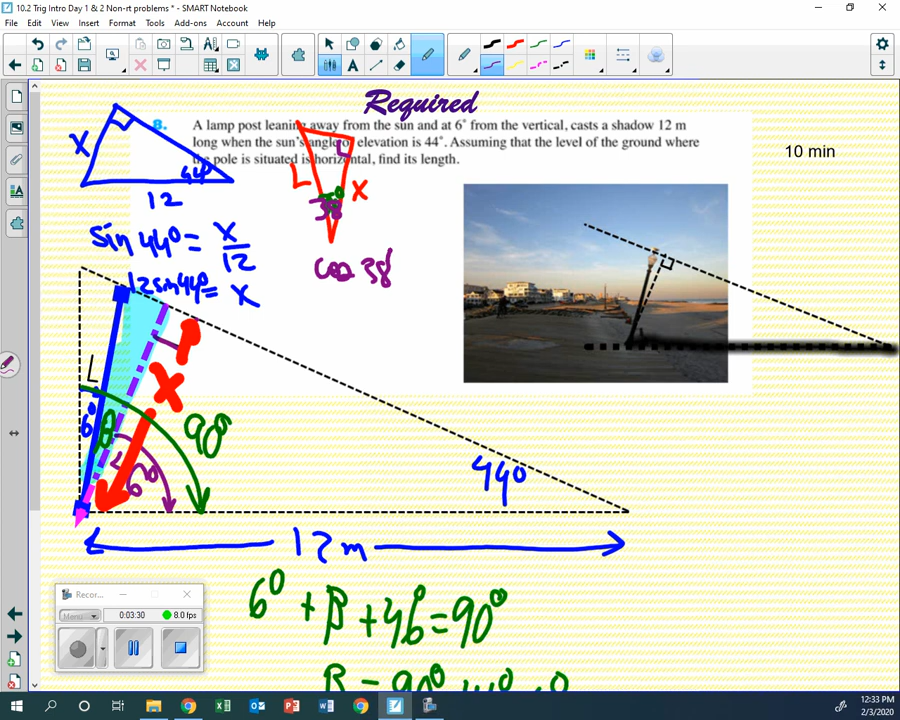 10.2 Trig Intro Day 1 & 2 Non-rt problems * - SMART Notebook
File Edit View Insert Format Tools Add-ons Account Help
Required
8. A lamp post leaning away from the sun and at 6° from the vertical, casts a shadow 12 m
long when the sun's angle of elevation is 44°. Assuming that the level of the ground where
the pole is situated is horizontal, find its length.
10 min
x
44°
12
L
x
38
sin 44° = x/12
12 sin 44° = x
cos 38
L
6°
β
X
90°
44°
12 m
Recor...
Menu
0:03:30
8.0 fps
6° + β + 46° = 90°
12:33 PM
2/3/2020